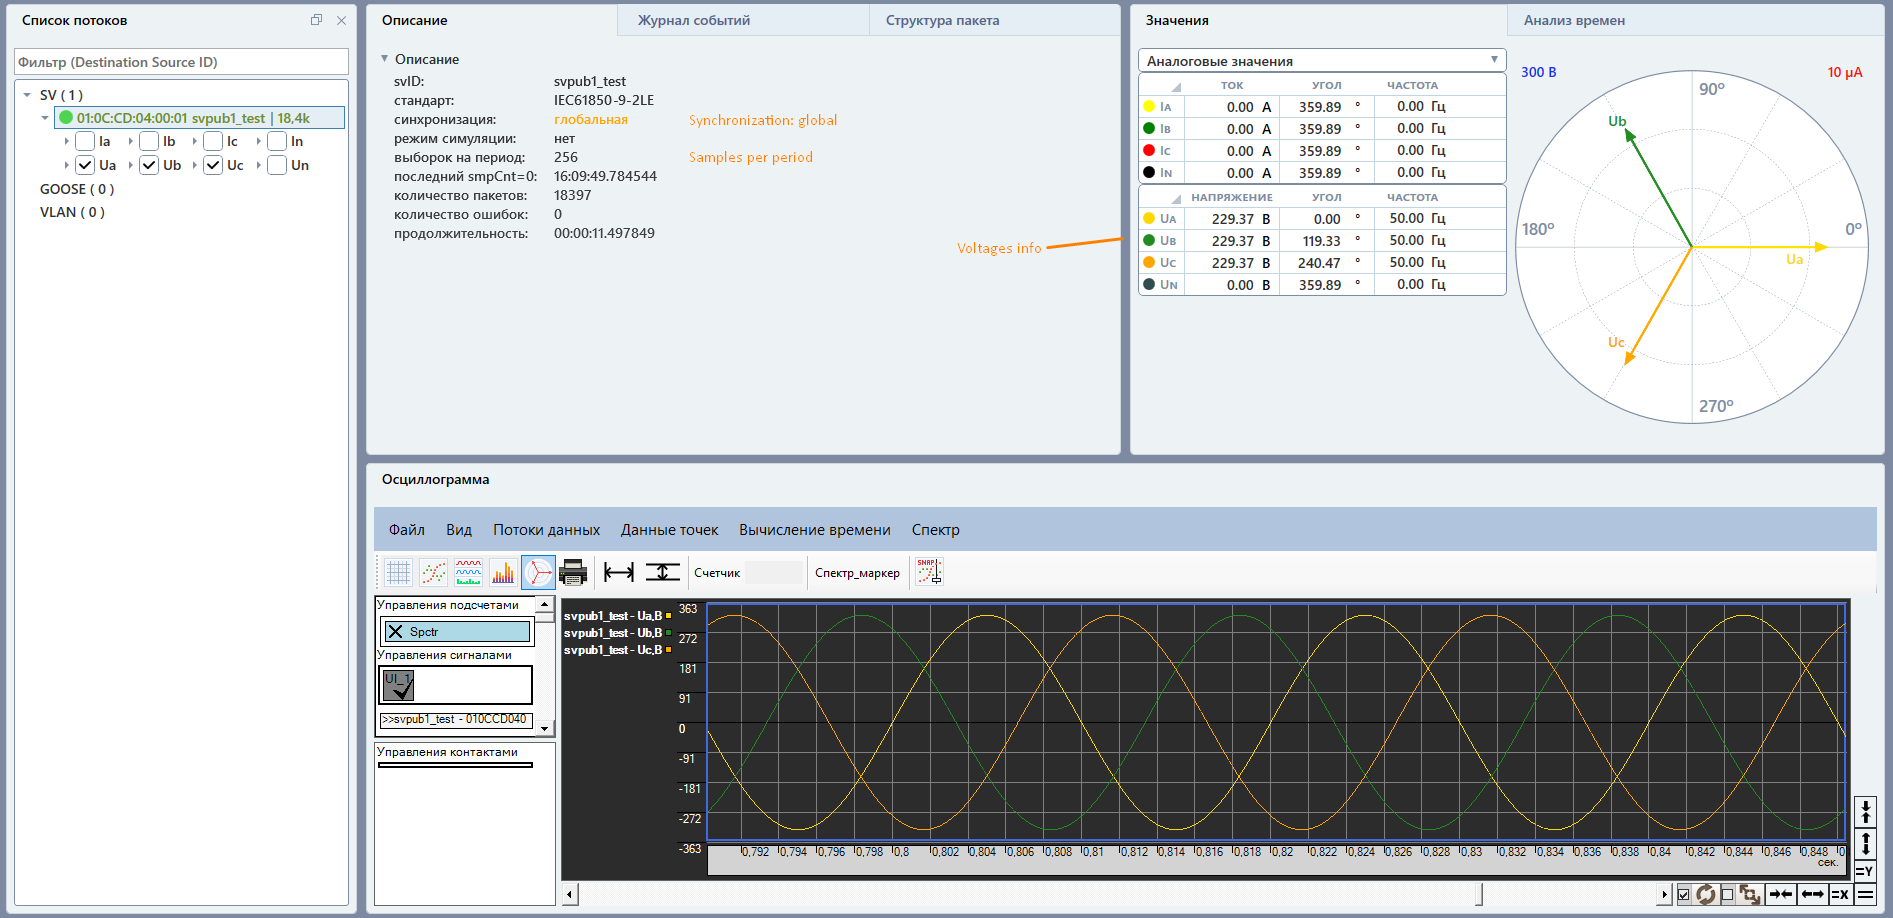 Список потоков
Фильтр (Destination Source ID)
SV ( 1 )
01:0C:CD:04:00:01 svpub1_test | 18,4k
Ia Ib Ic In
Ua Ub Uc Un
GOOSE ( 0 )
VLAN ( 0 )
Описание Журнал событий Структура пакета
Описание
svID: svpub1_test
стандарт: IEC61850-9-2LE
синхронизация: глобальная Synchronization: global
режим симуляции: нет
выборок на период: 256 Samples per period
последний smpCnt=0: 16:09:49.784544
количество пакетов: 18397
количество ошибок: 0
продолжительность: 00:00:11.497849
Voltages info
Значения Анализ времен
Аналоговые значения
ТОК УГОЛ ЧАСТОТА
IA 0.00 А 359.89 ° 0.00 Гц
IB 0.00 А 359.89 ° 0.00 Гц
IC 0.00 А 359.89 ° 0.00 Гц
IN 0.00 А 359.89 ° 0.00 Гц
НАПРЯЖЕНИЕ УГОЛ ЧАСТОТА
UA 229.37 В 0.00 ° 50.00 Гц
UB 229.37 В 119.33 ° 50.00 Гц
UC 229.37 В 240.47 ° 50.00 Гц
UN 0.00 В 359.89 ° 0.00 Гц
300 В 10 µА
90º
Ub
180º 0º
Ua
Uc
270º
Осциллограмма
Файл Вид Потоки данных Данные точек Вычисление времени Спектр
Счетчик Спектр_маркер SNAP
Управления подсчетами
Spctr
Управления сигналами
UI_1
>>svpub1_test - 010CCD040
Управления контактами
svpub1_test - Ua,В
svpub1_test - Ub,В
svpub1_test - Uc,В
363
272
181
91
0
-91
-181
-272
-363
0,792 0,794 0,796 0,798 0,8 0,802 0,804 0,806 0,808 0,81 0,812 0,814 0,816 0,818 0,82 0,822 0,824 0,826 0,828 0,83 0,832 0,834 0,836 0,838 0,84 0,842 0,844 0,846 0,848
сек.
=Y
=X